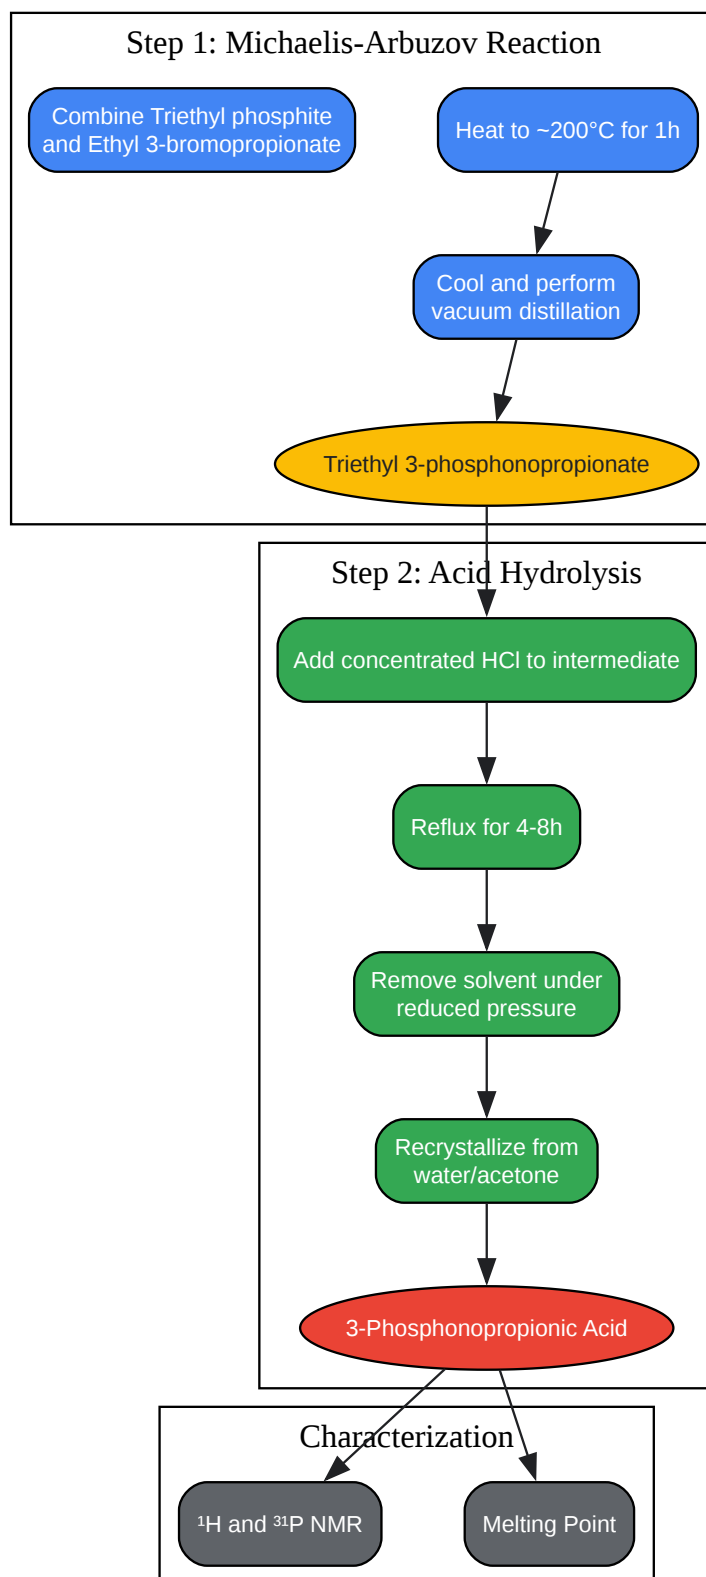 Step 1: Michaelis-Arbuzov Reaction
Combine Triethyl phosphite
and Ethyl 3-bromopropionate
Heat to ~200°C for 1h
Cool and perform
vacuum distillation
Triethyl 3-phosphonopropionate
Step 2: Acid Hydrolysis
Add concentrated HCl to intermediate
Reflux for 4-8h
Remove solvent under
reduced pressure
Recrystallize from
water/acetone
3-Phosphonopropionic Acid
Characterization
¹H and ³¹P NMR
Melting Point